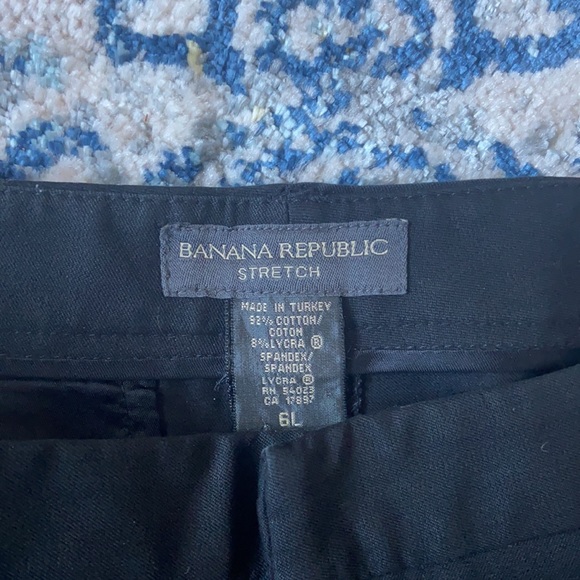 BANANA REPUBLIC
STRETCH
MADE IN TURKEY
92% COTTON/
COTON
8% LYCRA ®
SPANDEX/
SPANDEX
LYCRA ®
RN 54023
CA 17897
6L